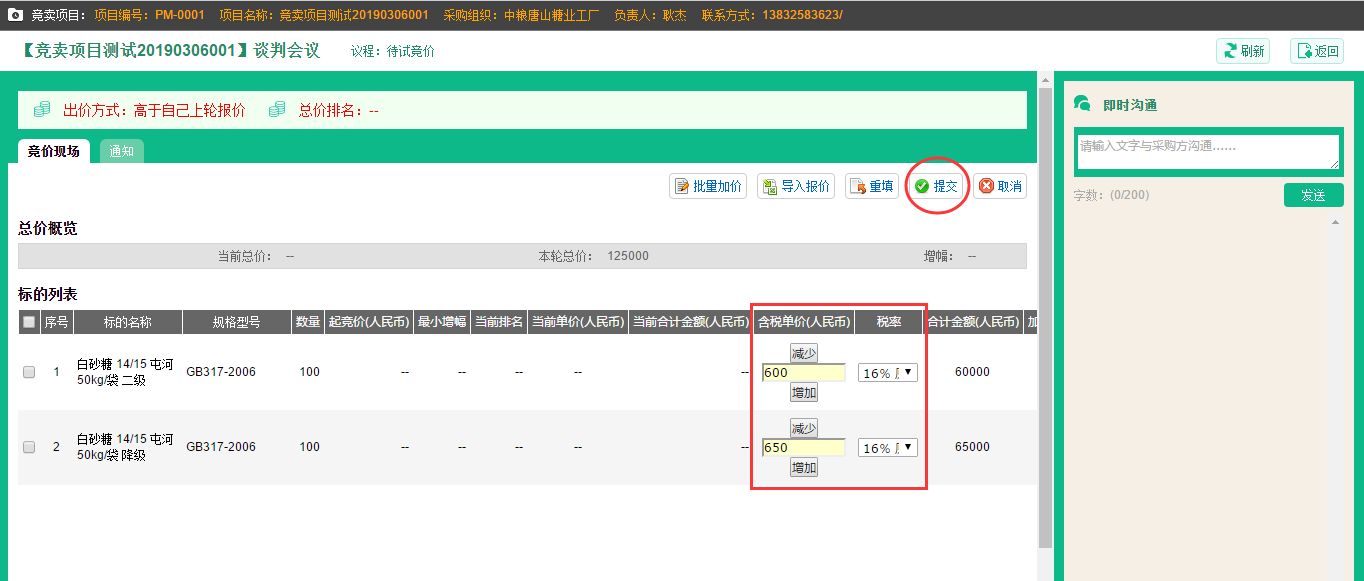 竞卖项目： 项目编号：PM-0001 项目名称：竞卖项目测试20190306001 采购组织：中粮唐山糖业工厂 负责人：耿杰 联系方式：13832583623/
【竞卖项目测试20190306001】谈判会议 议程：待试竞价 刷新 返回
出价方式：高于自己上轮报价 总价排名：--
即时沟通
请输入文字与采购方沟通……
字数：(0/200) 发送
竞价现场 通知
批量加价 导入报价 重填 提交 取消
总价概览
当前总价： -- 本轮总价： 125000 增幅： --
标的列表
序号 标的名称 规格型号 数量 起竞价(人民币) 最小增幅 当前排名 当前单价(人民币) 当前合计金额(人民币) 含税单价(人民币) 税率 合计金额(人民币) 加
减少
1 白砂糖 14/15 屯河 50kg/袋 二级 GB317-2006 100 -- -- -- -- -- 600 16% 60000
增加
减少
2 白砂糖 14/15 屯河 50kg/袋 降级 GB317-2006 100 -- -- -- -- -- 650 16% 65000
增加